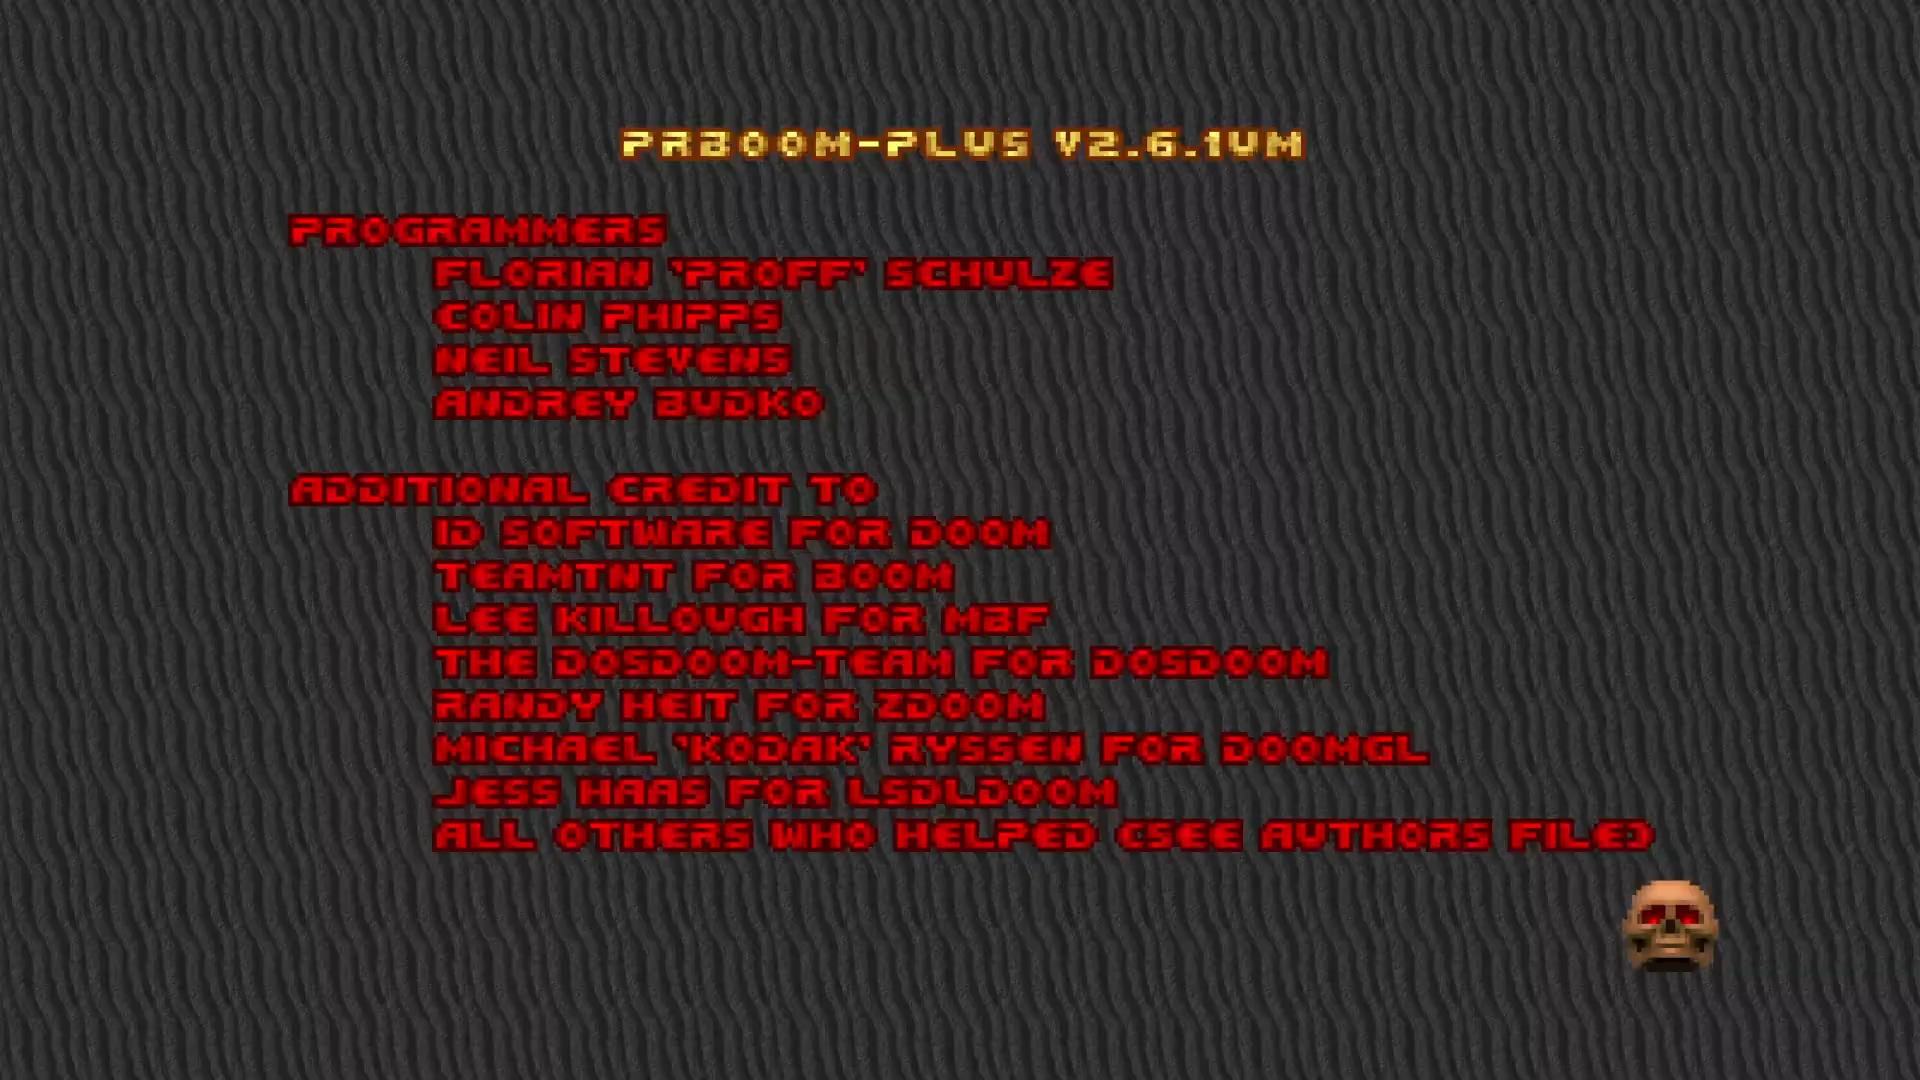 PRBOOM-PLUS V2.6.1UM
PROGRAMMERS
FLORIAN 'PROFF' SCHULZE
COLIN PHIPPS
NEIL STEVENS
ANDREY BUDKO
ADDITIONAL CREDIT TO
ID SOFTWARE FOR DOOM
TEAMTNT FOR BOOM
LEE KILLOUGH FOR MBF
THE DOSDOOM-TEAM FOR DOSDOOM
RANDY HEIT FOR ZDOOM
MICHAEL 'KODAK' RYSSEN FOR DOOMGL
JESS HAAS FOR LSDLDOOM
ALL OTHERS WHO HELPED (SEE AUTHORS FILE)